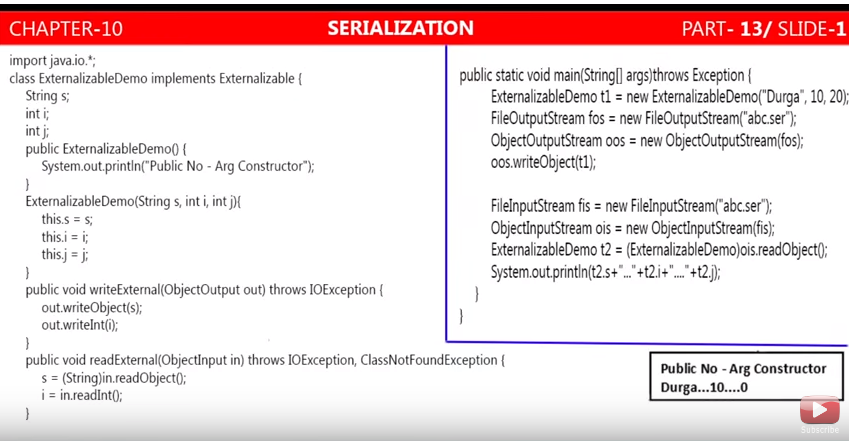 CHAPTER-10
SERIALIZATION
PART- 13/ SLIDE-1
import java.io.*;
class ExternalizableDemo implements Externalizable {
String s;
int i;
int j;
public ExternalizableDemo() {
System.out.println("Public No - Arg Constructor");
}
ExternalizableDemo(String s, int i, int j){
this.s = s;
this.i = i;
this.j = j;
}
public void writeExternal(ObjectOutput out) throws IOException {
out.writeObject(s);
out.writeInt(i);
}
public void readExternal(ObjectInput in) throws IOException, ClassNotFoundException {
s = (String)in.readObject();
i = in.readInt();
}
public static void main(String[] args)throws Exception {
ExternalizableDemo t1 = new ExternalizableDemo("Durga", 10, 20);
FileOutputStream fos = new FileOutputStream("abc.ser");
ObjectOutputStream oos = new ObjectOutputStream(fos);
oos.writeObject(t1);
FileInputStream fis = new FileInputStream("abc.ser");
ObjectInputStream ois = new ObjectInputStream(fis);
ExternalizableDemo t2 = (ExternalizableDemo)ois.readObject();
System.out.println(t2.s+"..."+t2.i+"...."+t2.j);
}
}
Public No - Arg Constructor
Durga...10....0
Subscribe